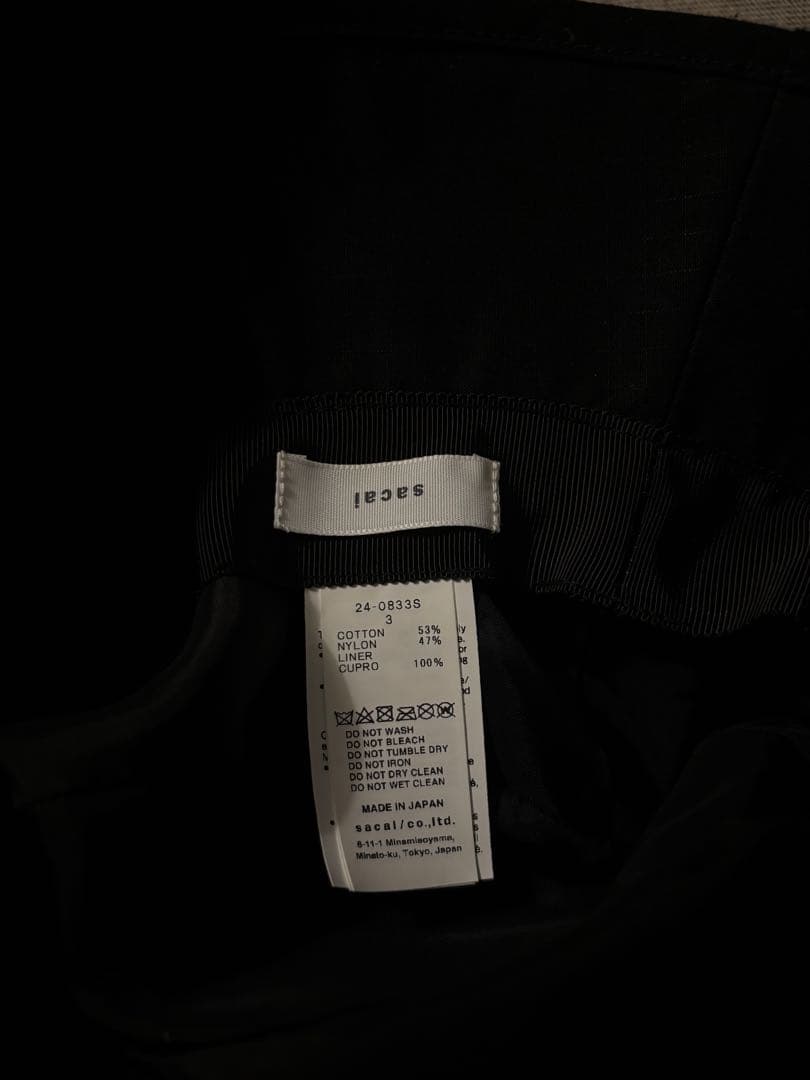 sacai
24-0833S
3
COTTON 53%
NYLON 47%
LINER
CUPRO 100%
DO NOT WASH
DO NOT BLEACH
DO NOT TUMBLE DRY
DO NOT IRON
DO NOT DRY CLEAN
DO NOT WET CLEAN
MADE IN JAPAN
sacai/co.,ltd.
6-11-1 Minamiaoyama,
Minato-ku, Tokyo, Japan